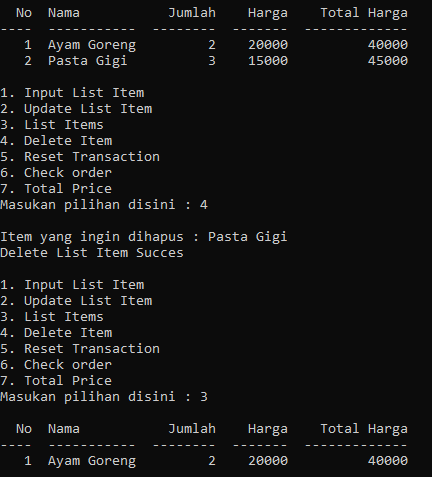 No  Nama           Jumlah    Harga    Total Harga
----  -----------  --------  -------  -------------
1  Ayam Goreng         2    20000          40000
2  Pasta Gigi          3    15000          45000
1. Input List Item
2. Update List Item
3. List Items
4. Delete Item
5. Reset Transaction
6. Check order
7. Total Price
Masukan pilihan disini : 4
Item yang ingin dihapus : Pasta Gigi
Delete List Item Succes
1. Input List Item
2. Update List Item
3. List Items
4. Delete Item
5. Reset Transaction
6. Check order
7. Total Price
Masukan pilihan disini : 3
No  Nama           Jumlah    Harga    Total Harga
----  -----------  --------  -------  -------------
1  Ayam Goreng         2    20000          40000